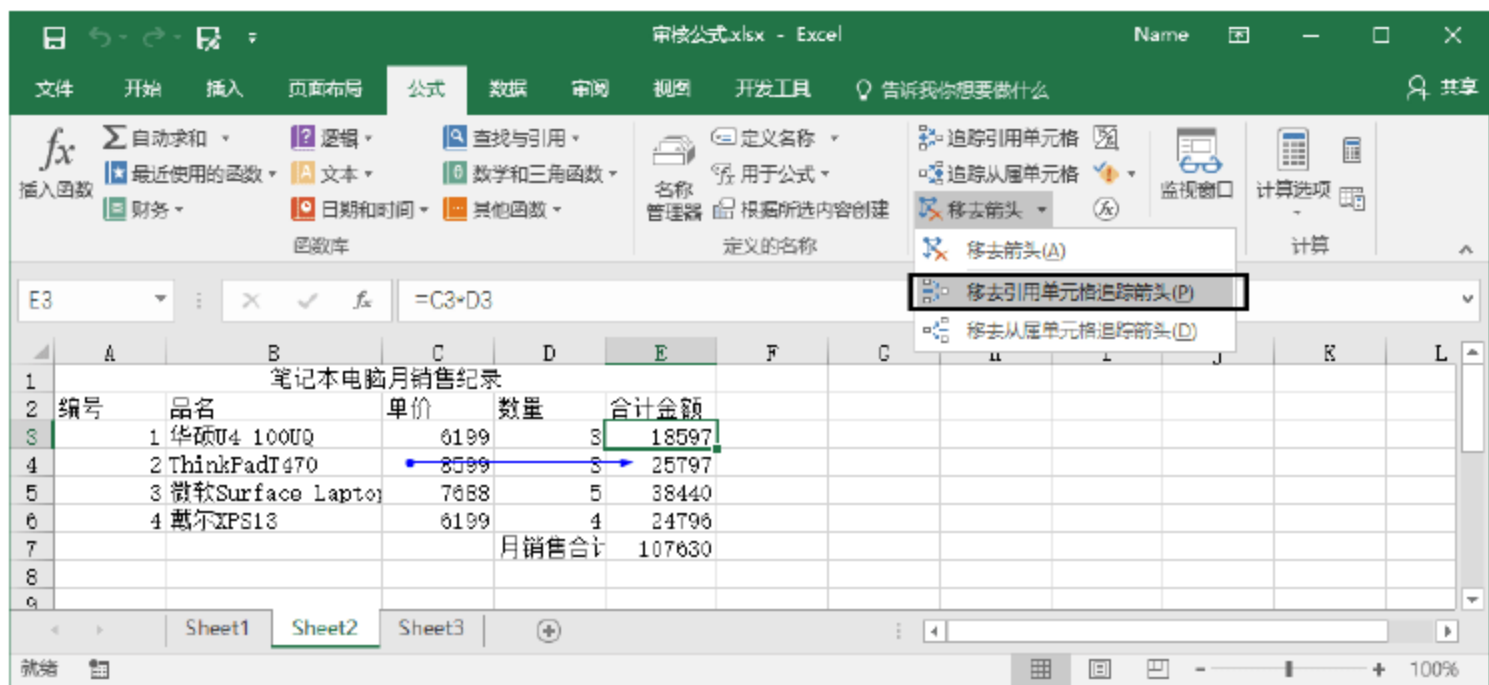 审核公式.xlsx - Excel
Name
文件 开始 插入 页面布局 公式 数据 审阅 视图 开发工具 告诉我你想要做什么 共享
自动求和 逻辑 查找与引用 定义名称 追踪引用单元格
最近使用的函数 文本 数学和三角函数 用于公式 追踪从属单元格
插入函数 名称管理器 监视窗口 计算选项
财务 日期和时间 其他函数 根据所选内容创建 移去箭头
函数库 定义的名称 计算
移去箭头(A)
移去引用单元格追踪箭头(P)
移去从属单元格追踪箭头(D)
E3 fx =C3*D3
A B C D E F G K L
1 笔记本电脑月销售纪录
2 编号 品名 单价 数量 合计金额
3 1 华硕U4 100UQ 6199 3 18597
4 2 ThinkPadT470 8599 3 25797
5 3 微软Surface Laptop 7688 5 38440
6 4 戴尔XPS13 6199 4 24796
7 月销售合计 107630
8
9
Sheet1 Sheet2 Sheet3
就绪 100%